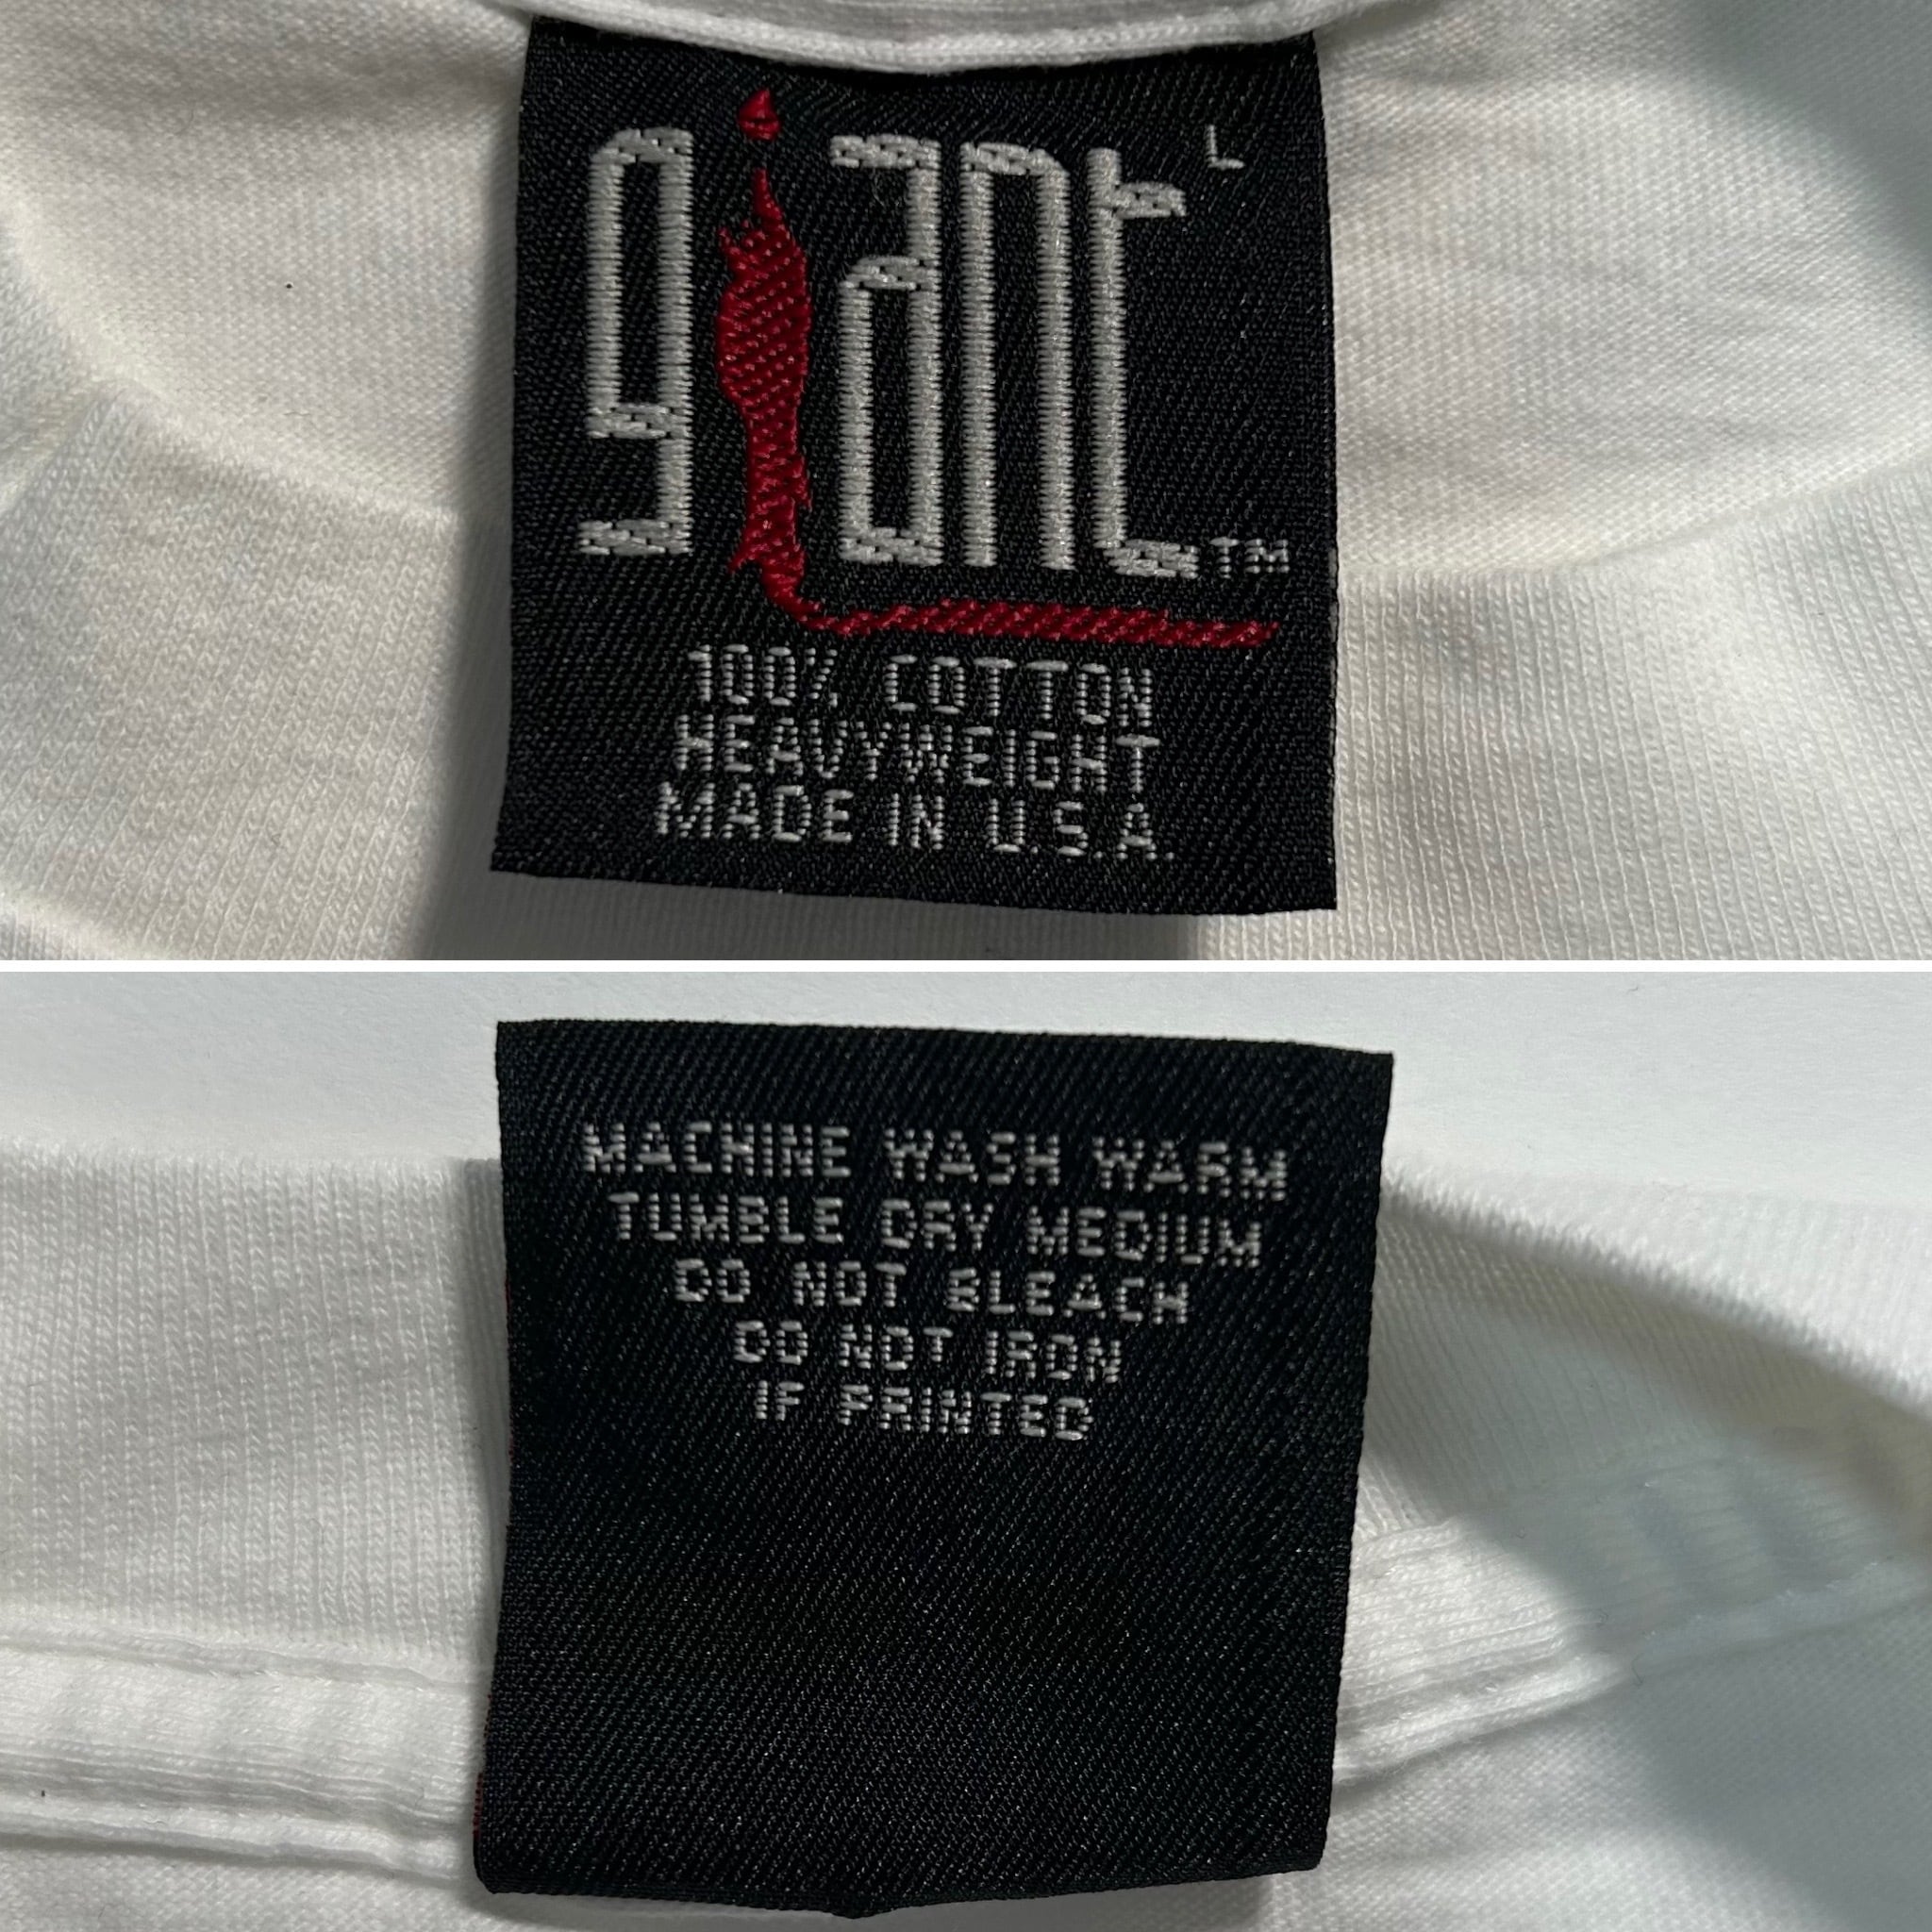 giant L
TM
100% COTTON
HEAVYWEIGHT
MADE IN U.S.A.
MACHINE WASH WARM
TUMBLE DRY MEDIUM
DO NOT BLEACH
DO NOT IRON
IF PRINTED